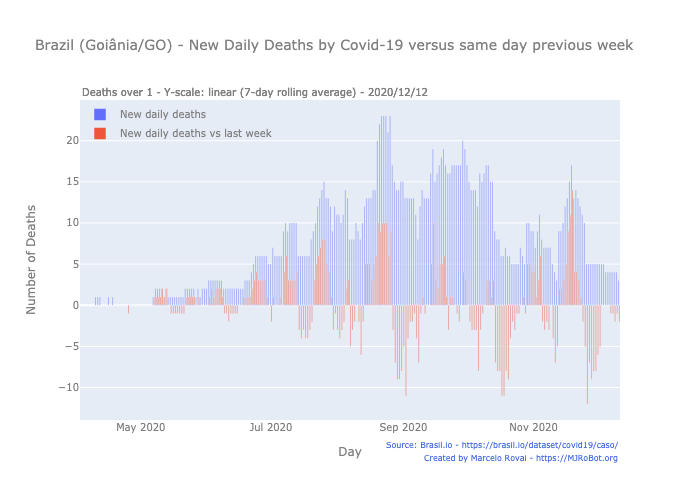 Brazil (Goiânia/GO) - New Daily Deaths by Covid-19 versus same day previous week
Deaths over 1 - Y-scale: linear (7-day rolling average) - 2020/12/12
New daily deaths
New daily deaths vs last week
Number of Deaths
20
15
10
5
0
−5
−10
May 2020
Jul 2020
Sep 2020
Nov 2020
Day
Source: Brasil.io - https://brasil.io/dataset/covid19/caso/
Created by Marcelo Rovai - https://MJRoBot.org